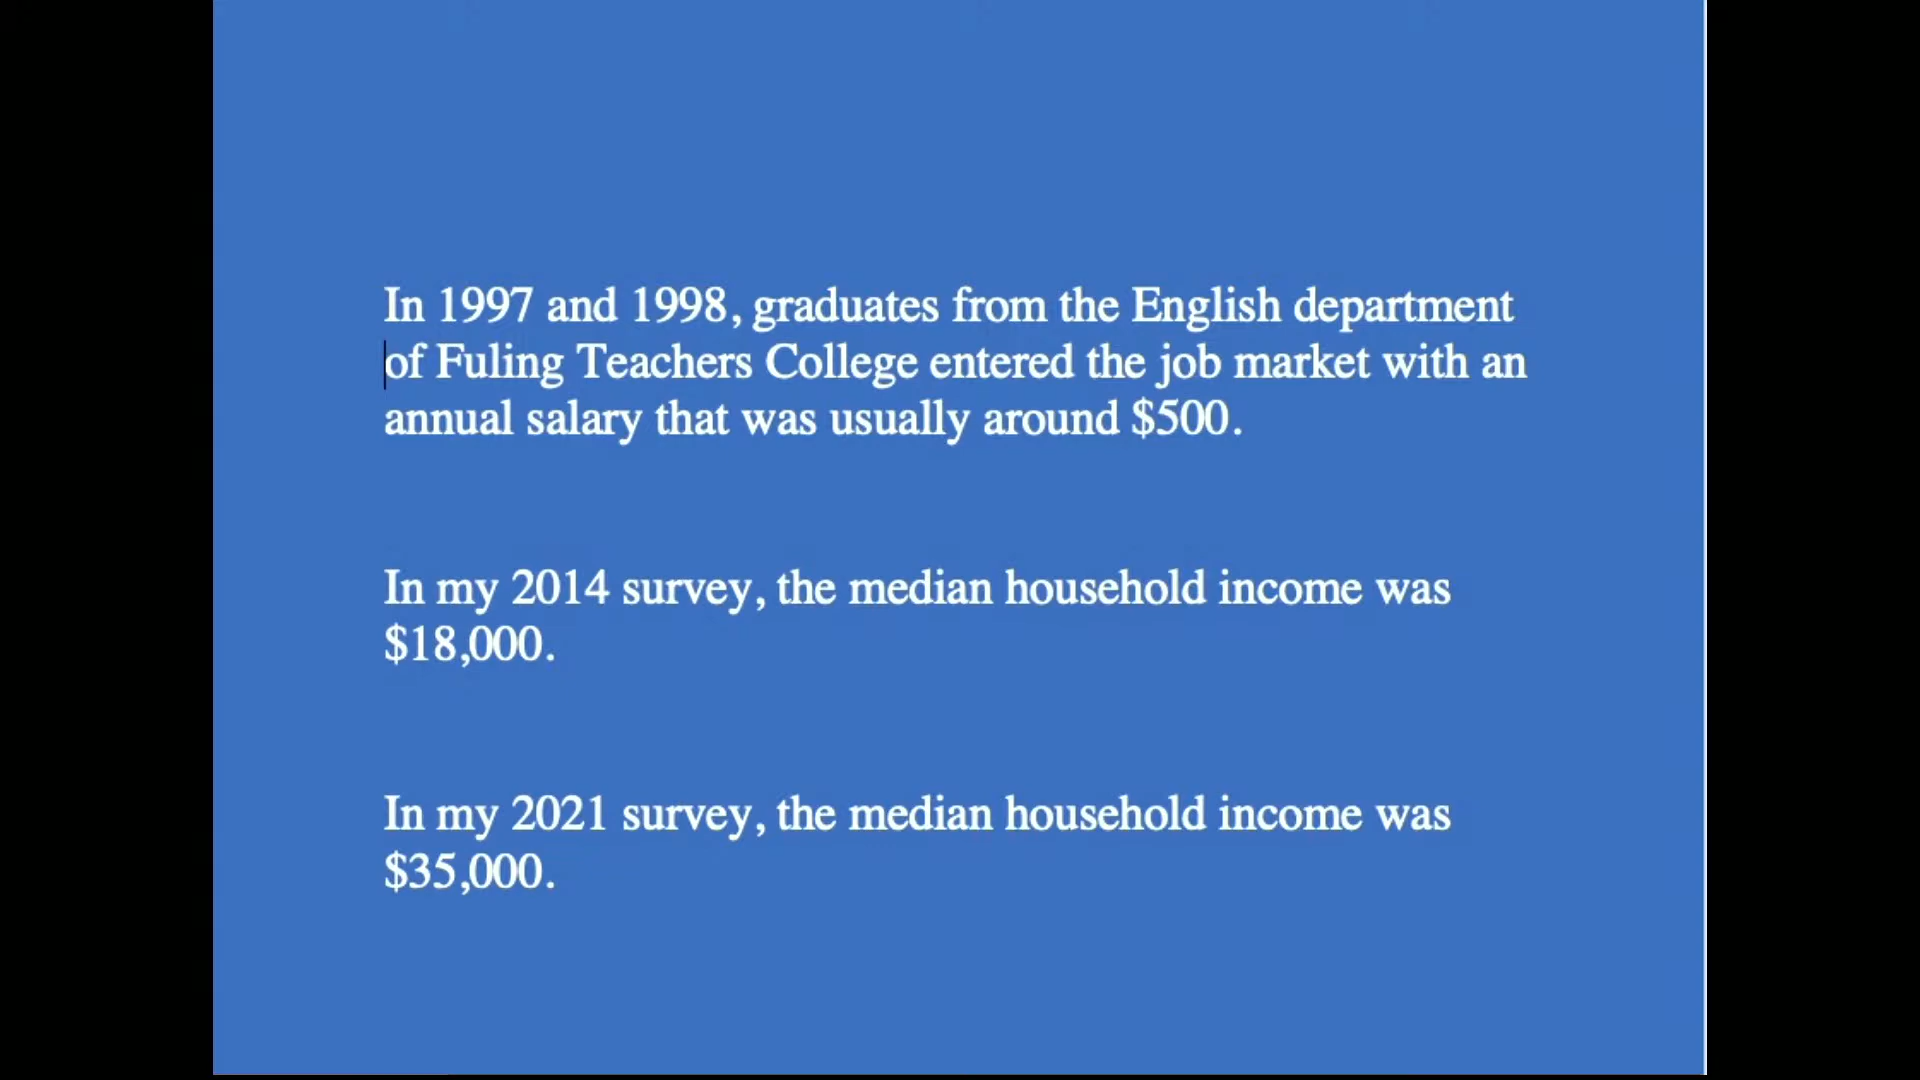 In 1997 and 1998, graduates from the English department
of Fuling Teachers College entered the job market with an
annual salary that was usually around $500.
In my 2014 survey, the median household income was
$18,000.
In my 2021 survey, the median household income was
$35,000.